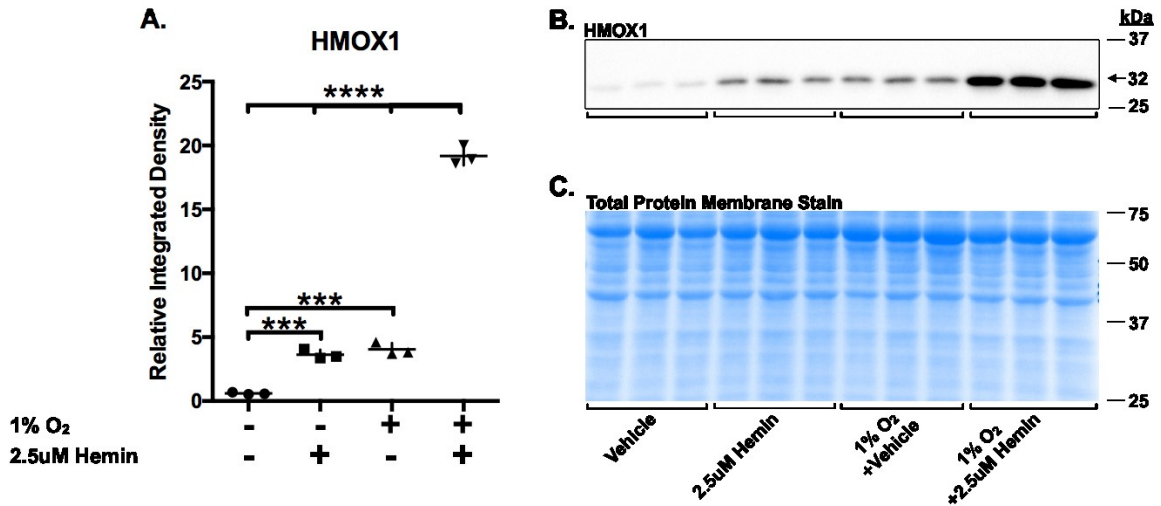 A.
HMOX1
Relative Integrated Density
25
20
15
10
5
0
****
***
***
1% O₂ - - + +
2.5uM Hemin - + - +
B.
HMOX1
kDa
37
32
25
C.
Total Protein Membrane Stain
75
50
37
25
Vehicle
2.5uM Hemin
1% O₂
+Vehicle
1% O₂
+2.5uM Hemin